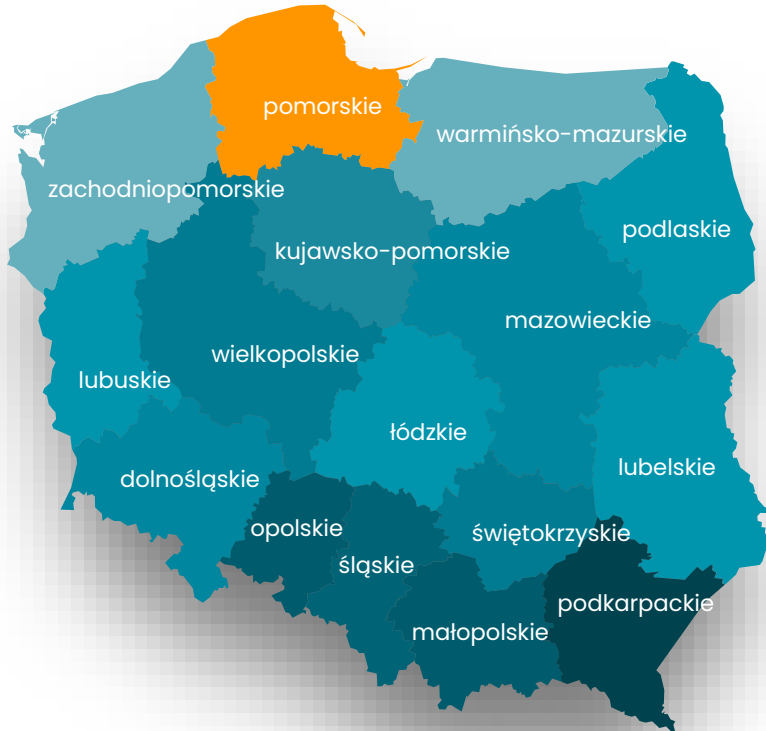 pomorskie
warmińsko-mazurskie
zachodniopomorskie
podlaskie
kujawsko-pomorskie
mazowieckie
wielkopolskie
lubuskie
łódzkie
lubelskie
dolnośląskie
opolskie
świętokrzyskie
śląskie
podkarpackie
małopolskie